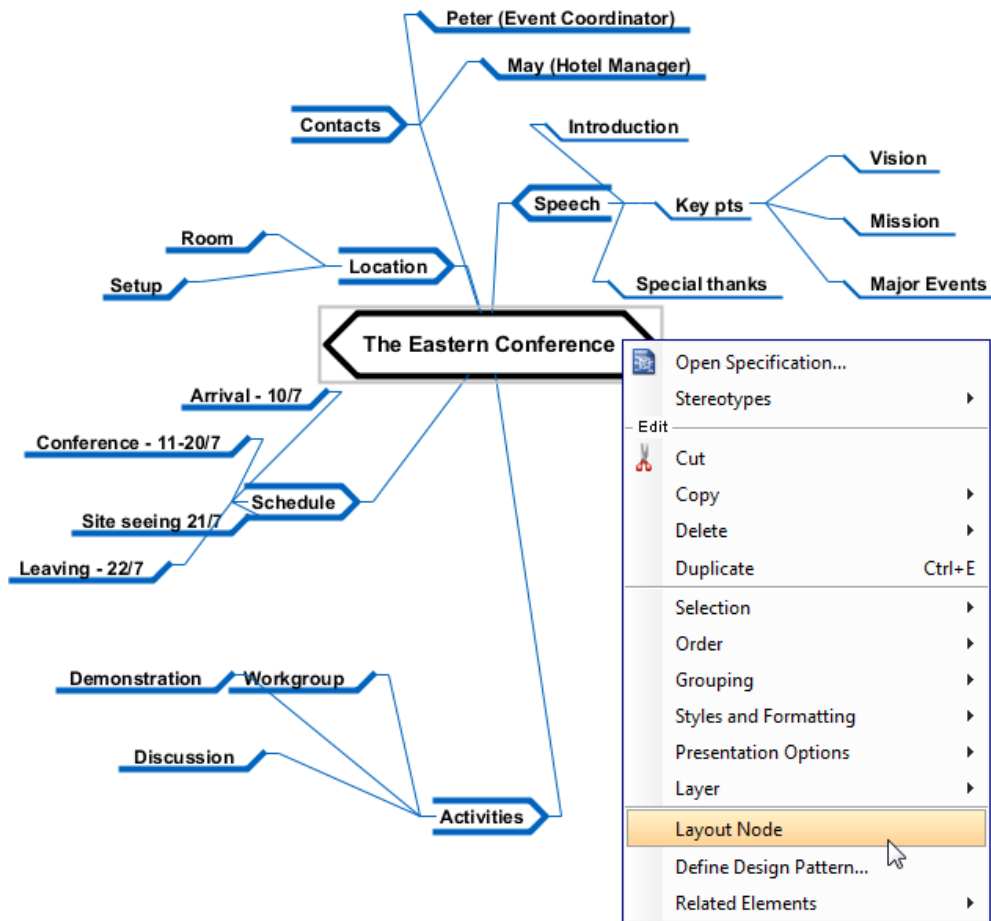 Peter (Event Coordinator)
May (Hotel Manager)
Contacts
Introduction
Vision
Speech
Key pts
Mission
Room
Location
Setup
Special thanks
Major Events
The Eastern Conference
Arrival - 10/7
Conference - 11-20/7
Schedule
Site seeing 21/7
Leaving - 22/7
Demonstration
Workgroup
Discussion
Activities
Open Specification...
Stereotypes
Edit
Cut
Copy
Delete
Duplicate Ctrl+E
Selection
Order
Grouping
Styles and Formatting
Presentation Options
Layer
Layout Node
Define Design Pattern...
Related Elements